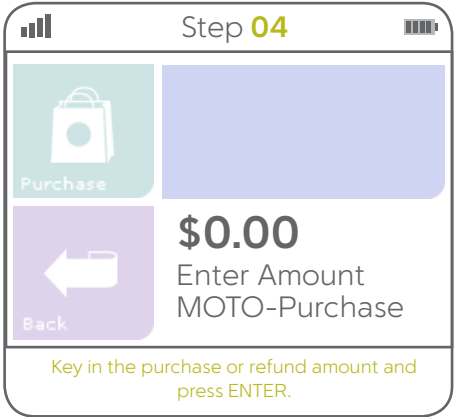 Step 04
Purchase
$0.00
Enter Amount
MOTO-Purchase
Back
Key in the purchase or refund amount and
press ENTER.